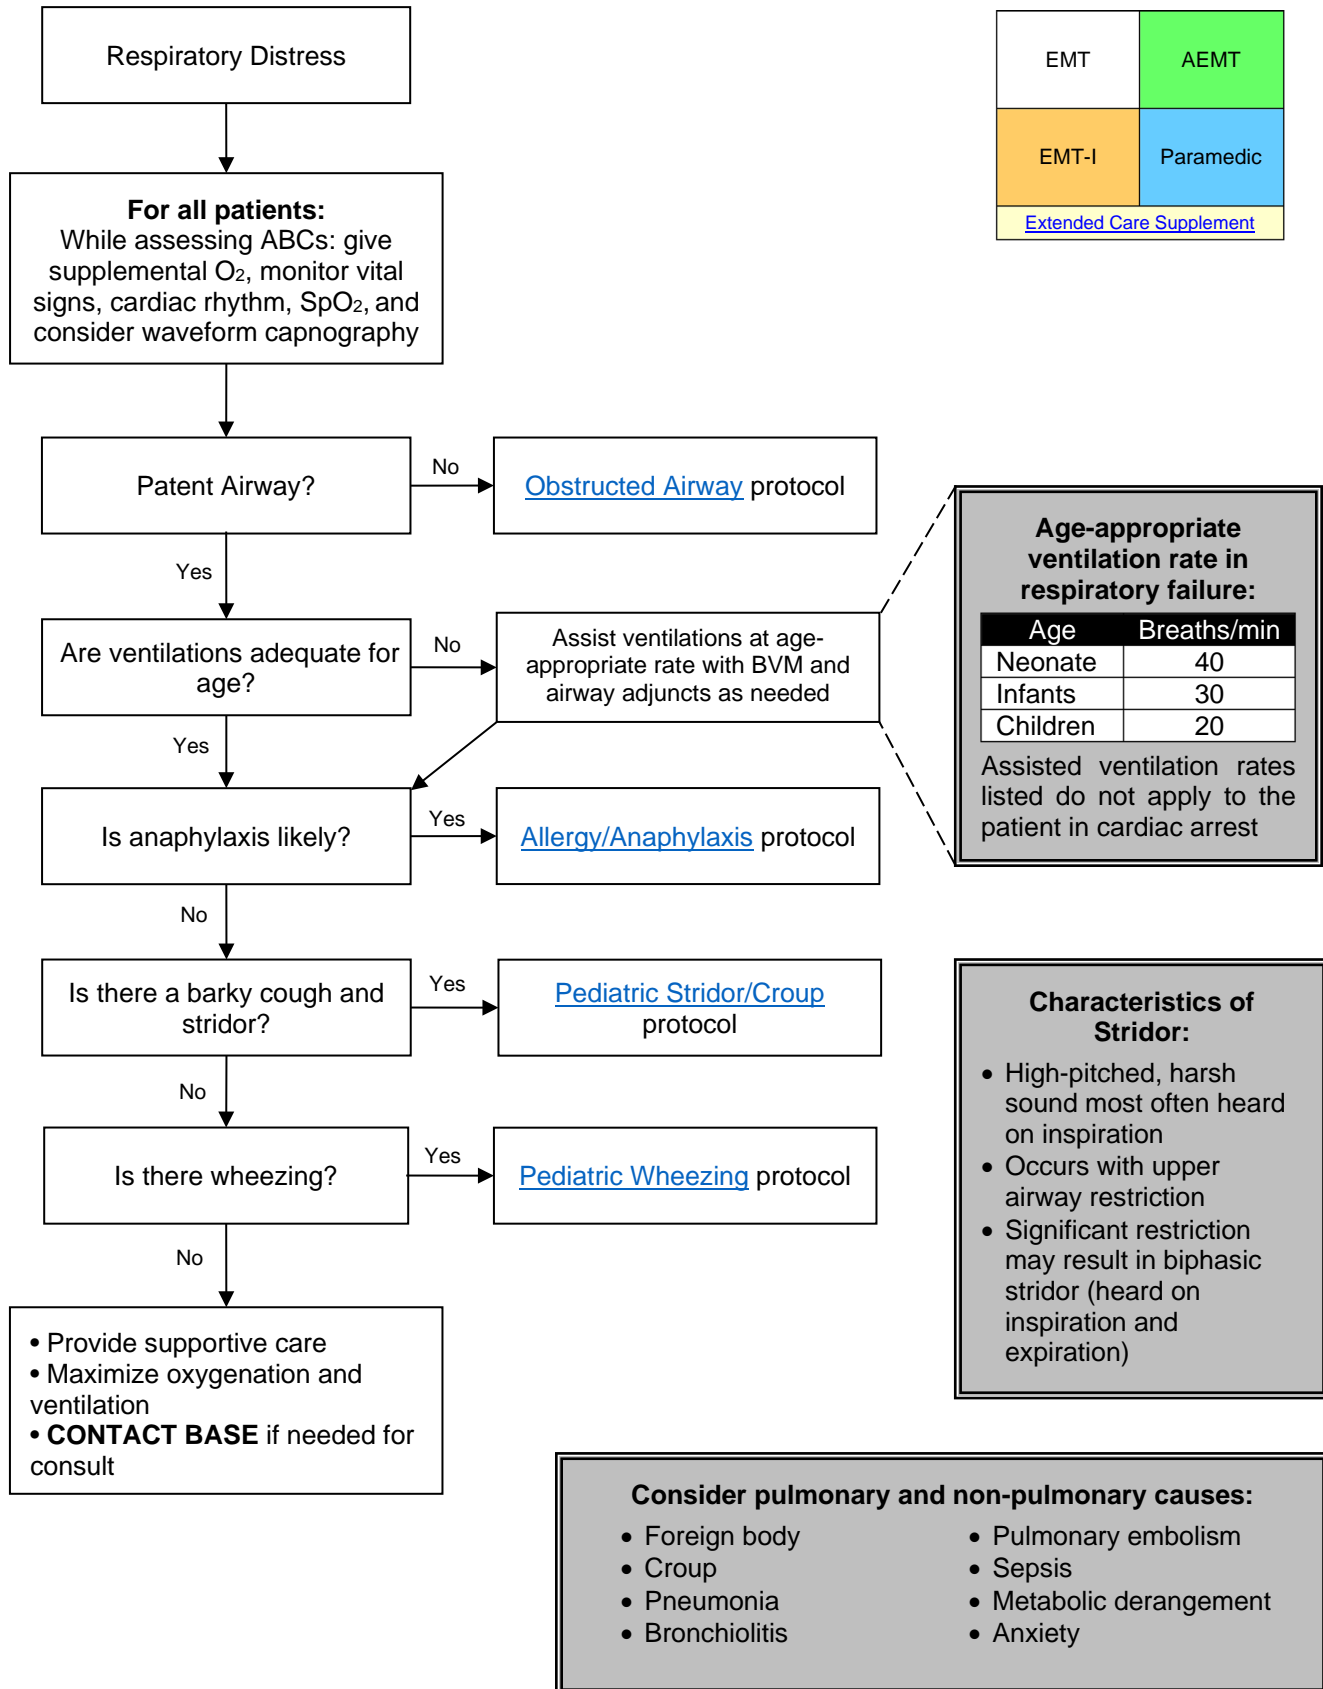 Respiratory Distress
EMT
AEMT
EMT-I
Paramedic
Extended Care Supplement
For all patients:
While assessing ABCs: give
supplemental O2, monitor vital
signs, cardiac rhythm, SpO2, and
consider waveform capnography
Patent Airway?
No
Obstructed Airway protocol
Yes
Are ventilations adequate for
age?
No
Assist ventilations at age-
appropriate rate with BVM and
airway adjuncts as needed
Age-appropriate
ventilation rate in
respiratory failure:
Age Breaths/min
Neonate 40
Infants 30
Children 20
Assisted ventilation rates
listed do not apply to the
patient in cardiac arrest
Yes
Is anaphylaxis likely?
Yes
Allergy/Anaphylaxis protocol
No
Is there a barky cough and
stridor?
Yes
Pediatric Stridor/Croup
protocol
Characteristics of
Stridor:
• High-pitched, harsh
sound most often heard
on inspiration
• Occurs with upper
airway restriction
• Significant restriction
may result in biphasic
stridor (heard on
inspiration and
expiration)
No
Is there wheezing?
Yes
Pediatric Wheezing protocol
No
• Provide supportive care
• Maximize oxygenation and
ventilation
• CONTACT BASE if needed for
consult
Consider pulmonary and non-pulmonary causes:
• Foreign body
• Croup
• Pneumonia
• Bronchiolitis
• Pulmonary embolism
• Sepsis
• Metabolic derangement
• Anxiety